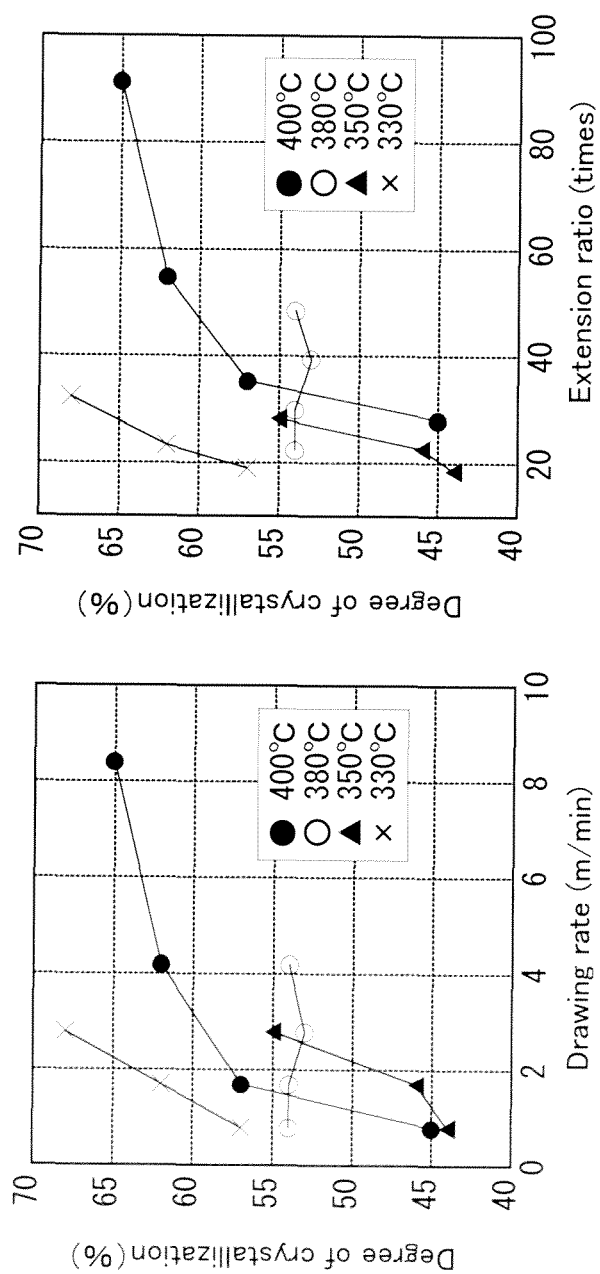 Degree of crystallization (%)
70
65
60
55
50
45
40
0
2
4
6
8
10
Drawing rate (m/min)
● 400°C
○ 380°C
▲ 350°C
× 330°C
Degree of crystallization (%)
70
65
60
55
50
45
40
20
40
60
80
100
Extension ratio (times)
● 400°C
○ 380°C
▲ 350°C
× 330°C